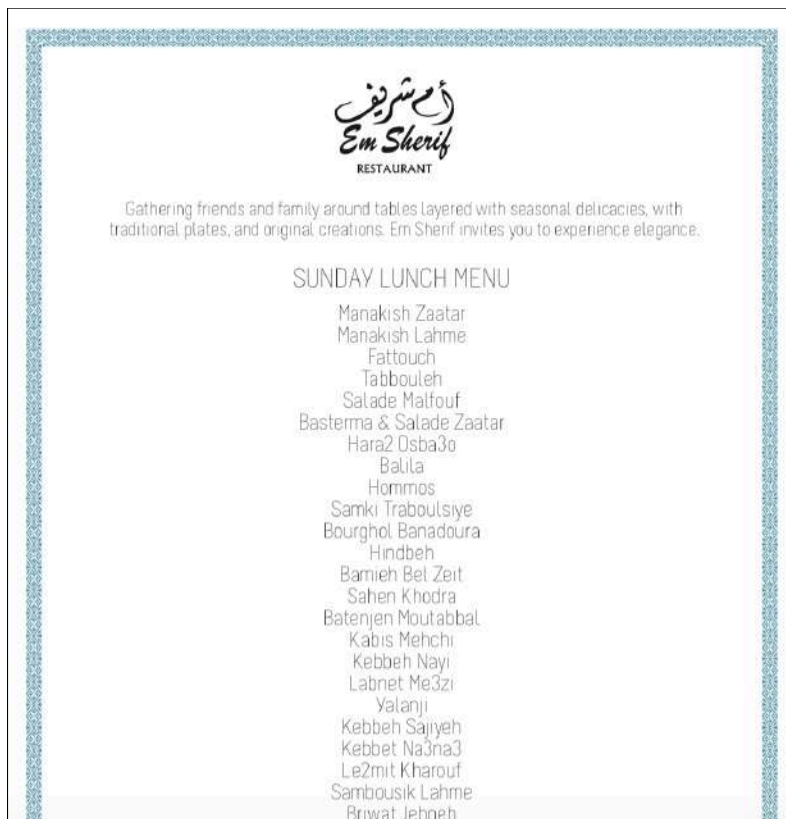 أم شريف
Em Sherif
RESTAURANT
Gathering friends and family around tables layered with seasonal delicacies, with
traditional plates, and original creations. Em Sherif invites you to experience elegance.
SUNDAY LUNCH MENU
Manakish Zaatar
Manakish Lahme
Fattouch
Tabbouleh
Salade Malfouf
Basterma & Salade Zaatar
Hara2 Osba3o
Balila
Hommos
Samki Traboulsiye
Bourghol Banadoura
Hindbeh
Bamieh Bel Zeit
Sahen Khodra
Batenjen Moutabbal
Kabis Mehchi
Kebbeh Nayi
Labnet Me3zi
Yalanji
Kebbeh Sajiyeh
Kebbet Na3na3
Le2mit Kharouf
Sambousik Lahme
Briwat Jebneh